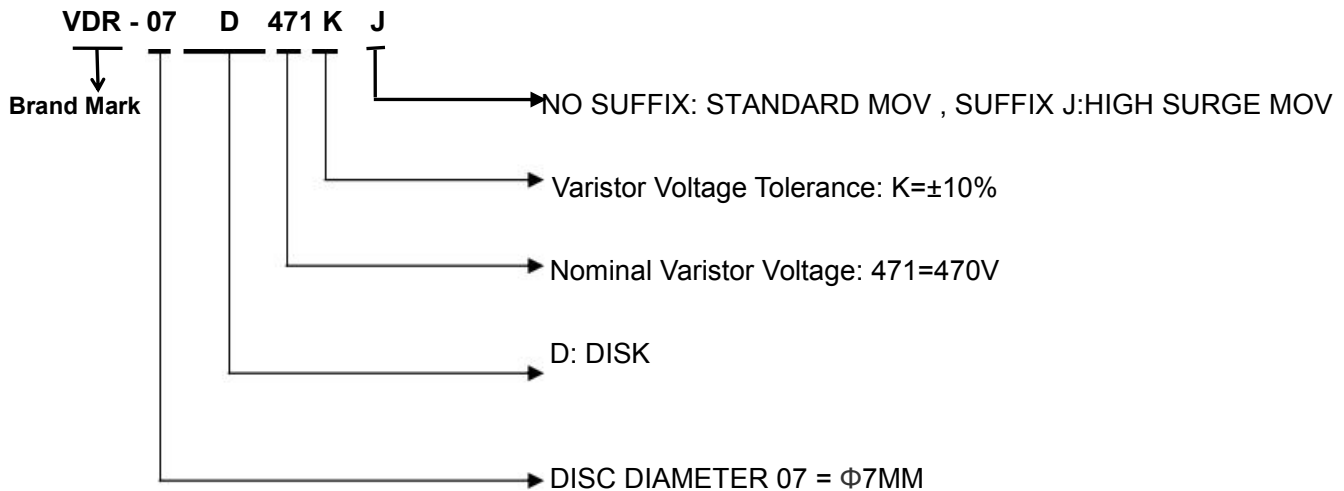 VDR - 07 D 471 K J
Brand Mark
NO SUFFIX: STANDARD MOV , SUFFIX J:HIGH SURGE MOV
Varistor Voltage Tolerance: K=±10%
Nominal Varistor Voltage: 471=470V
D: DISK
DISC DIAMETER 07 = Φ7MM